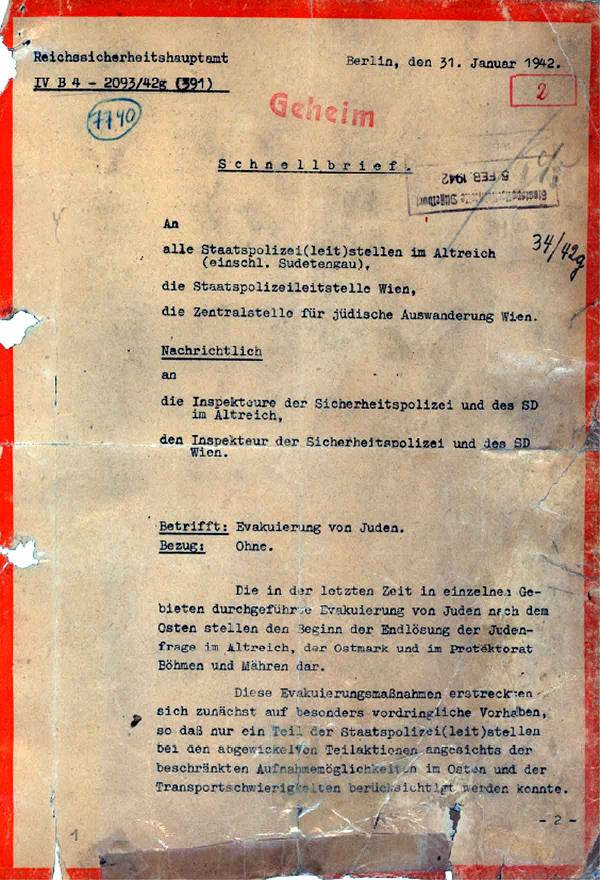 Reichssicherheitshauptamt
Berlin, den 31. Januar 1942.
IV B 4 - 2093/42g (391)
2
7740
Geheim
Schnellbrief.
5. FEB. 1942
34/42g
An
alle Staatspolizei(leit)stellen im Altreich
(einschl. Sudetengau),
die Staatspolizeileitstelle Wien,
die Zentralstelle für jüdische Auswanderung Wien.
Nachrichtlich
an
die Inspekteure der Sicherheitspolizei und des SD
im Altreich,
den Inspekteur der Sicherheitspolizei und des SD
Wien.
Betrifft: Evakuierung von Juden.
Bezug: Ohne.
Die in der letzten Zeit in einzelnen Ge-
bieten durchgeführte Evakuierung von Juden nach dem
Osten stellen den Beginn der Endlösung der Juden-
frage im Altreich, der Ostmark und im Protektorat
Böhmen und Mähren dar.
Diese Evakuierungsmaßnahmen erstreckten
sich zunächst auf besonders vordringliche Vorhaben,
so daß nur ein Teil der Staatspolizei(leit)stellen
bei den abgewickelten Teilaktionen angesichts der
beschränkten Aufnahmemöglichkeiten im Osten und der
Transportschwierigkeiten berücksichtigt werden konnte.
- 2 -
1